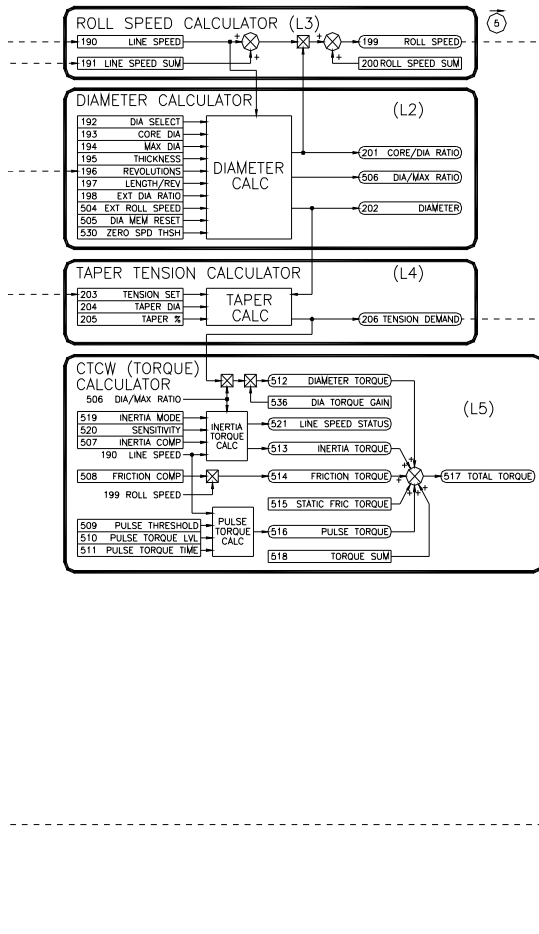 ROLL SPEED CALCULATOR (L3)
5
190 LINE SPEED
199 ROLL SPEED
191 LINE SPEED SUM
200 ROLL SPEED SUM
DIAMETER CALCULATOR
(L2)
192 DIA SELECT
193 CORE DIA
194 MAX DIA
195 THICKNESS
196 REVOLUTIONS
197 LENGTH/REV
198 EXT DIA RATIO
504 EXT ROLL SPEED
505 DIA MEM RESET
530 ZERO SPD THSH
DIAMETER
CALC
201 CORE/DIA RATIO
506 DIA/MAX RATIO
202 DIAMETER
TAPER TENSION CALCULATOR
(L4)
203 TENSION SET
204 TAPER DIA
205 TAPER %
TAPER
CALC
206 TENSION DEMAND
CTCW (TORQUE)
CALCULATOR
(L5)
506 DIA/MAX RATIO
519 INERTIA MODE
520 SENSITIVITY
507 INERTIA COMP
190 LINE SPEED
INERTIA
TORQUE
CALC
512 DIAMETER TORQUE
536 DIA TORQUE GAIN
521 LINE SPEED STATUS
513 INERTIA TORQUE
508 FRICTION COMP
199 ROLL SPEED
514 FRICTION TORQUE
517 TOTAL TORQUE
515 STATIC FRIC TORQUE
509 PULSE THRESHOLD
510 PULSE TORQUE LVL
511 PULSE TORQUE TIME
PULSE
TORQUE
CALC
516 PULSE TORQUE
518 TORQUE SUM